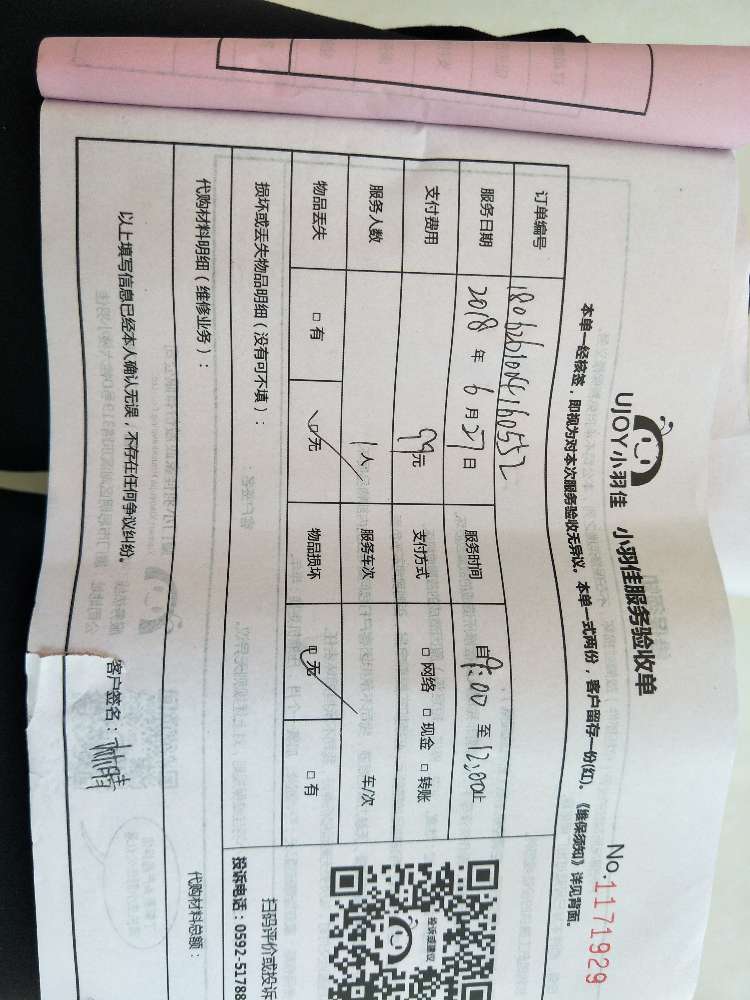 UJOY小羽佳 小羽佳服务验收单
No.1171929
本单一经核签，即视为对本次服务验收无异议。本单一式两份，客户留存一份(红)。《维保须知》详见背面。
订单编号
服务日期 2018 年 6 月 27 日 服务时间 自 9:00 至 12:00止
支付费用 99元 支付方式 □ 网络 □ 现金 □ 转账
服务人数 1 人 服务车次 车/次
物品丢失 □ 有 □ 无 物品损坏 □ 无 □ 有
损坏或丢失物品明细（没有可不填）：
代购材料明细（维修业务）：
代购材料总额：
以上填写信息已经本人确认无误，不存在任何争议纠纷。 客户签名：
投诉或建议
扫码评价或投诉
投诉电话：0592-51788